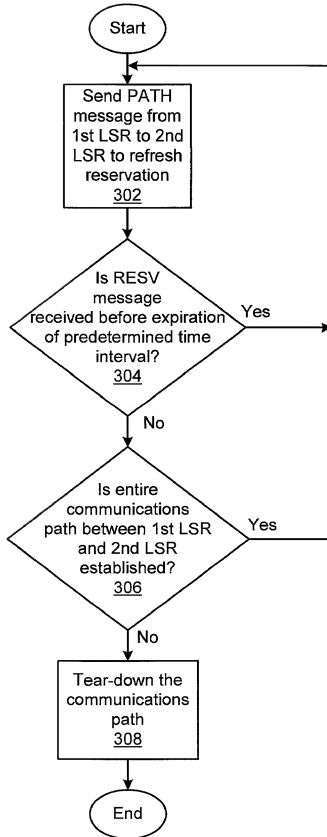 Start
Send PATH
message from
1st LSR to 2nd
LSR to refresh
reservation
302
Is RESV
message
received before expiration
of predetermined time
interval?
304
Yes
No
Is entire
communications
path between 1st LSR
and 2nd LSR
established?
306
Yes
No
Tear-down the
communications
path
308
End